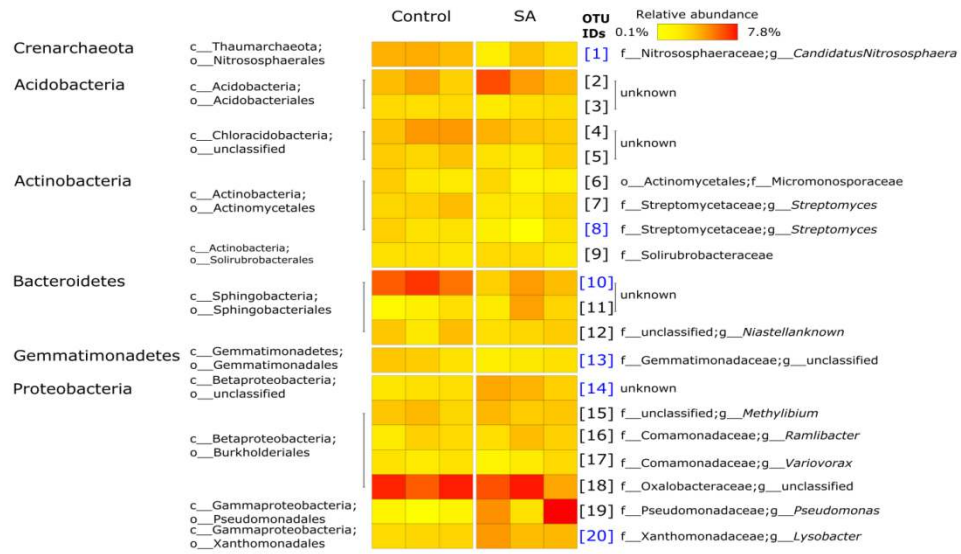 Control SA OTU IDs Relative abundance
0.1% 7.8%
Crenarchaeota c__Thaumarchaeota; [1] f__Nitrososphaeraceae;g__CandidatusNitrososphaera
o__Nitrososphaerales
Acidobacteria c__Acidobacteria; [2] unknown
o__Acidobacteriales [3]
c__Chloracidobacteria; [4] unknown
o__unclassified [5]
Actinobacteria [6] o__Actinomycetales;f__Micromonosporaceae
c__Actinobacteria; [7] f__Streptomycetaceae;g__Streptomyces
o__Actinomycetales
[8] f__Streptomycetaceae;g__Streptomyces
c__Actinobacteria; [9] f__Solirubrobacteraceae
o__Solirubrobacterales
Bacteroidetes [10] unknown
c__Sphingobacteria; [11]
o__Sphingobacteriales
[12] f__unclassified;g__Niastellanknown
Gemmatimonadetes c__Gemmatimonadetes; [13] f__Gemmatimonadaceae;g__unclassified
o__Gemmatimonadales
Proteobacteria c__Betaproteobacteria; [14] unknown
o__unclassified
[15] f__unclassified;g__Methylibium
c__Betaproteobacteria; [16] f__Comamonadaceae;g__Ramlibacter
o__Burkholderiales
[17] f__Comamonadaceae;g__Variovorax
[18] f__Oxalobacteraceae;g__unclassified
c__Gammaproteobacteria; [19] f__Pseudomonadaceae;g__Pseudomonas
o__Pseudomonadales
c__Gammaproteobacteria; [20] f__Xanthomonadaceae;g__Lysobacter
o__Xanthomonadales